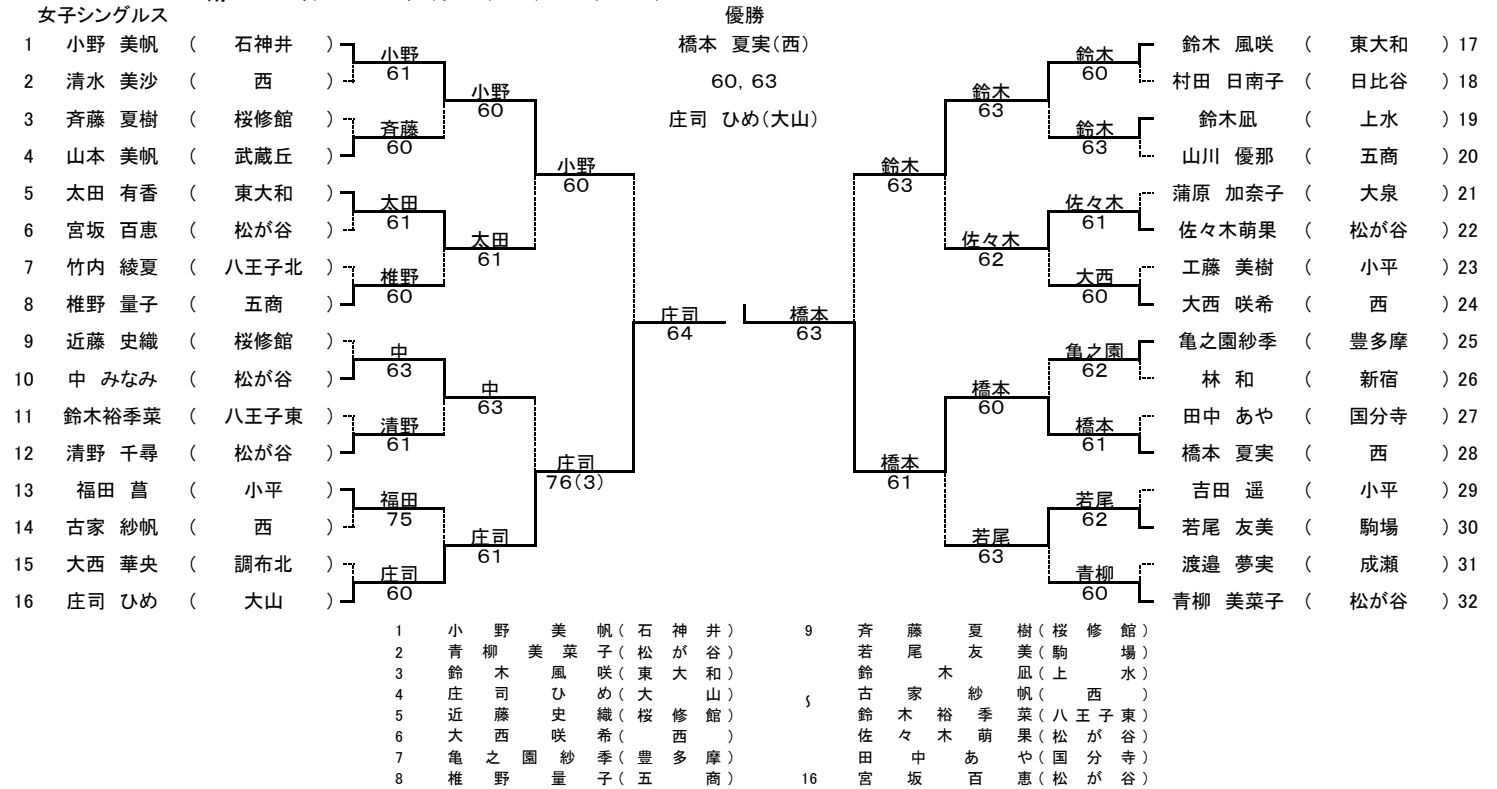 女子シングルス
優勝
橋本 夏実(西)
60, 63
庄司 ひめ(大山)
1 小野 美帆 ( 石神井 )
2 清水 美沙 ( 西 )
3 斉藤 夏樹 ( 桜修館 )
4 山本 美帆 ( 武蔵丘 )
5 太田 有香 ( 東大和 )
6 宮坂 百恵 ( 松が谷 )
7 竹内 綾夏 ( 八王子北 )
8 椎野 量子 ( 五商 )
9 近藤 史織 ( 桜修館 )
10 中 みなみ ( 松が谷 )
11 鈴木裕季菜 ( 八王子東 )
12 清野 千尋 ( 松が谷 )
13 福田 菖 ( 小平 )
14 古家 紗帆 ( 西 )
15 大西 華央 ( 調布北 )
16 庄司 ひめ ( 大山 )
小野
61
斉藤
60
太田
61
椎野
60
中
63
清野
61
福田
75
庄司
60
小野
60
太田
61
中
63
庄司
61
小野
60
庄司
76(3)
庄司
64
橋本
63
鈴木
63
橋本
61
鈴木
63
佐々木
62
橋本
60
若尾
63
鈴木
60
鈴木
63
佐々木
61
大西
60
亀之園
62
橋本
61
若尾
62
青柳
60
鈴木 風咲 ( 東大和 ) 17
村田 日南子 ( 日比谷 ) 18
鈴木凪 ( 上水 ) 19
山川 優那 ( 五商 ) 20
蒲原 加奈子 ( 大泉 ) 21
佐々木萌果 ( 松が谷 ) 22
工藤 美樹 ( 小平 ) 23
大西 咲希 ( 西 ) 24
亀之園紗季 ( 豊多摩 ) 25
林 和 ( 新宿 ) 26
田中 あや ( 国分寺 ) 27
橋本 夏実 ( 西 ) 28
吉田 遥 ( 小平 ) 29
若尾 友美 ( 駒場 ) 30
渡邉 夢実 ( 成瀬 ) 31
青柳 美菜子 ( 松が谷 ) 32
1 小野美帆(石神井)
2 青柳美菜子(松が谷)
3 鈴木風咲(東大和)
4 庄司ひめ(大山)
5 近藤史織(桜修館)
6 大西咲希(西)
7 亀之園紗季(豊多摩)
8 椎野量子(五商)
9 斉藤夏樹(桜修館)
若尾友美(駒場)
鈴木凪(上水)
古家紗帆(西)
〜
鈴木裕季菜(八王子東)
佐々木萌果(松が谷)
田中あや(国分寺)
16 宮坂百恵(松が谷)